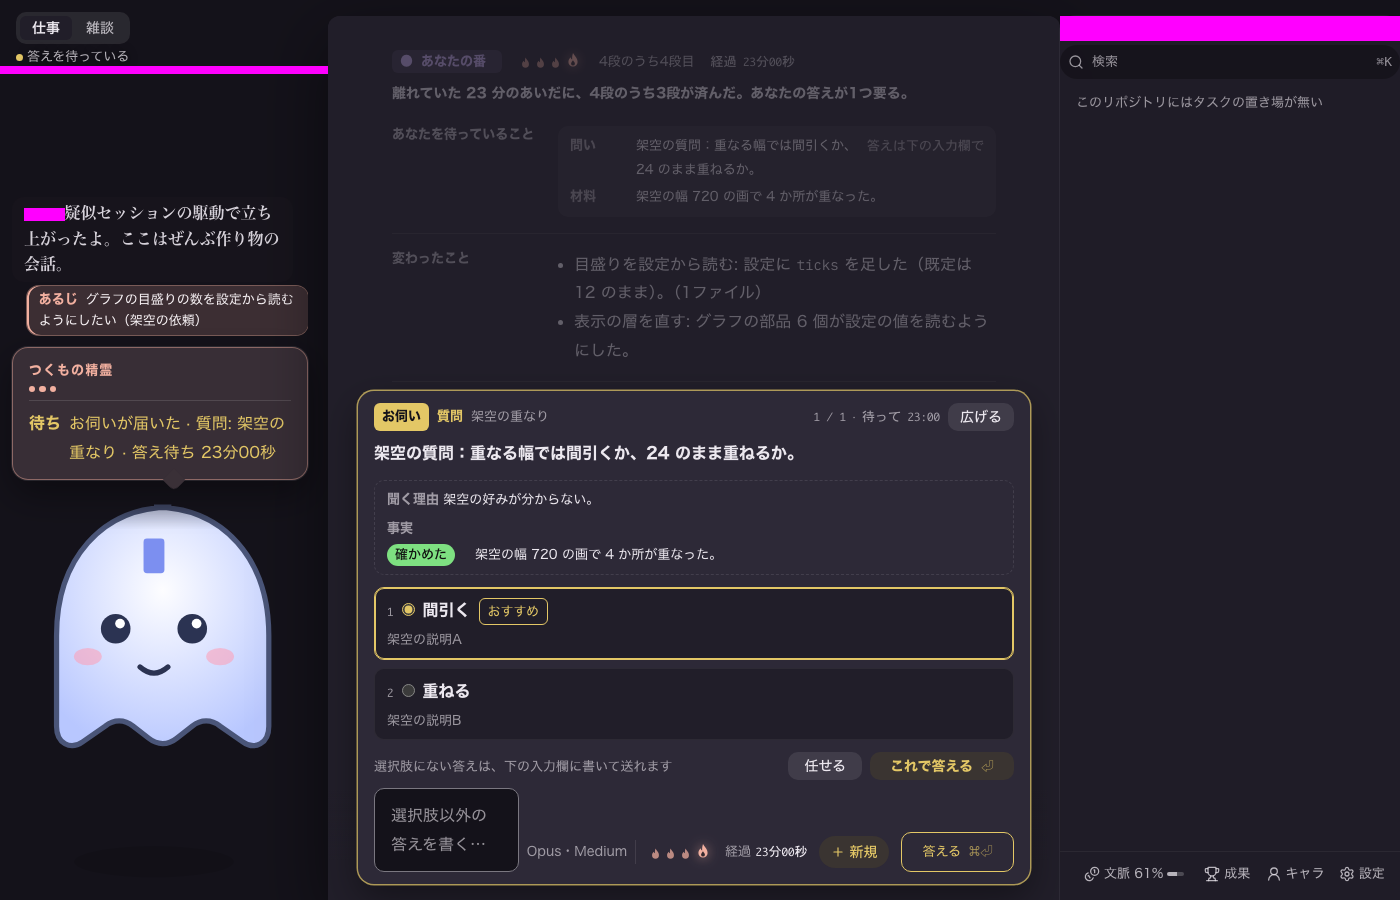 仕事 雑談
答えを待っている
疑似セッションの駆動で立ち
上がったよ。ここはぜんぶ作り物の
会話。
あるじ グラフの目盛りの数を設定から読む
ようにしたい（架空の依頼）
つくもの精霊
待ち お伺いが届いた · 質問: 架空の
重なり · 答え待ち 23分00秒
あなたの番 4段のうち4段目 経過 23分00秒
離れていた 23 分のあいだに、4段のうち3段が済んだ。あなたの答えが1つ要る。
あなたを待っていること
問い 架空の質問：重なる幅では間引くか、 答えは下の入力欄で
24 のまま重ねるか。
材料 架空の幅 720 の画で 4 か所が重なった。
変わったこと
• 目盛りを設定から読む: 設定に ticks を足した（既定は
12 のまま）。（1ファイル）
• 表示の層を直す: グラフの部品 6 個が設定の値を読むよう
にした。
お伺い 質問 架空の重なり 1 / 1 · 待って 23:00 広げる
架空の質問：重なる幅では間引くか、24 のまま重ねるか。
聞く理由 架空の好みが分からない。
事実
確かめた 架空の幅 720 の画で 4 か所が重なった。
1 間引く おすすめ
架空の説明A
2 重ねる
架空の説明B
選択肢にない答えは、下の入力欄に書いて送れます 任せる これで答える ⏎
選択肢以外の
答えを書く…
Opus・Medium 経過 23分00秒 + 新規 答える ⌘⏎
検索 ⌘K
このリポジトリにはタスクの置き場が無い
文脈 61% 成果 キャラ 設定